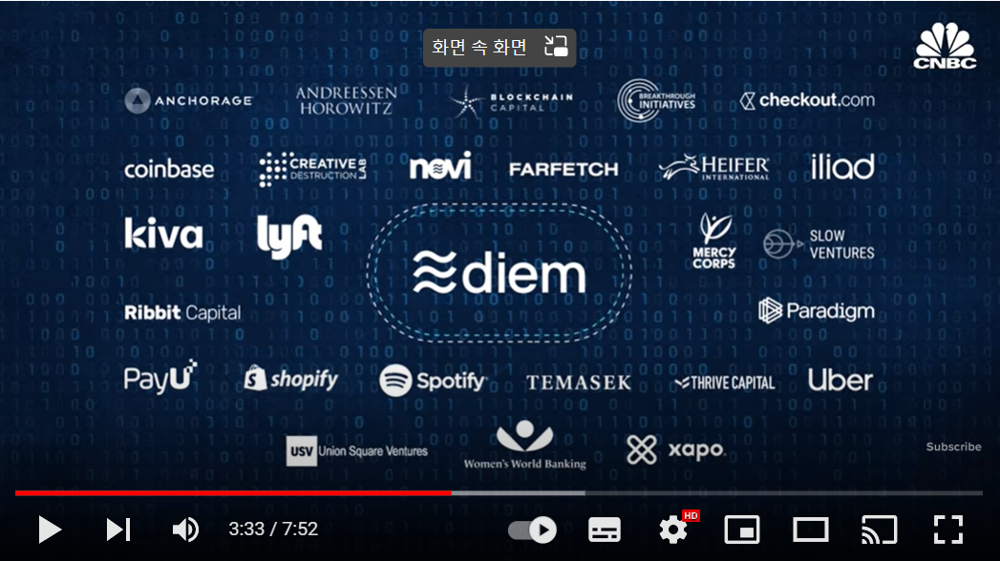 화면 속 화면
CNBC
ANCHORAGE
ANDREESSEN
HOROWITZ
BLOCKCHAIN
CAPITAL
BREAKTHROUGH
INITIATIVES
checkout.com
coinbase
CREATIVE
DESTRUCTION LAB
novi
FARFETCH
HEIFER
INTERNATIONAL
iliad
kiva
lyft
diem
MERCY
CORPS
SLOW
VENTURES
Ribbit Capital
Paradigm
PayU
shopify
Spotify
TEMASEK
THRIVE CAPITAL
Uber
USV Union Square Ventures
Women's World Banking
xapo
Subscribe
3:33 / 7:52
HD